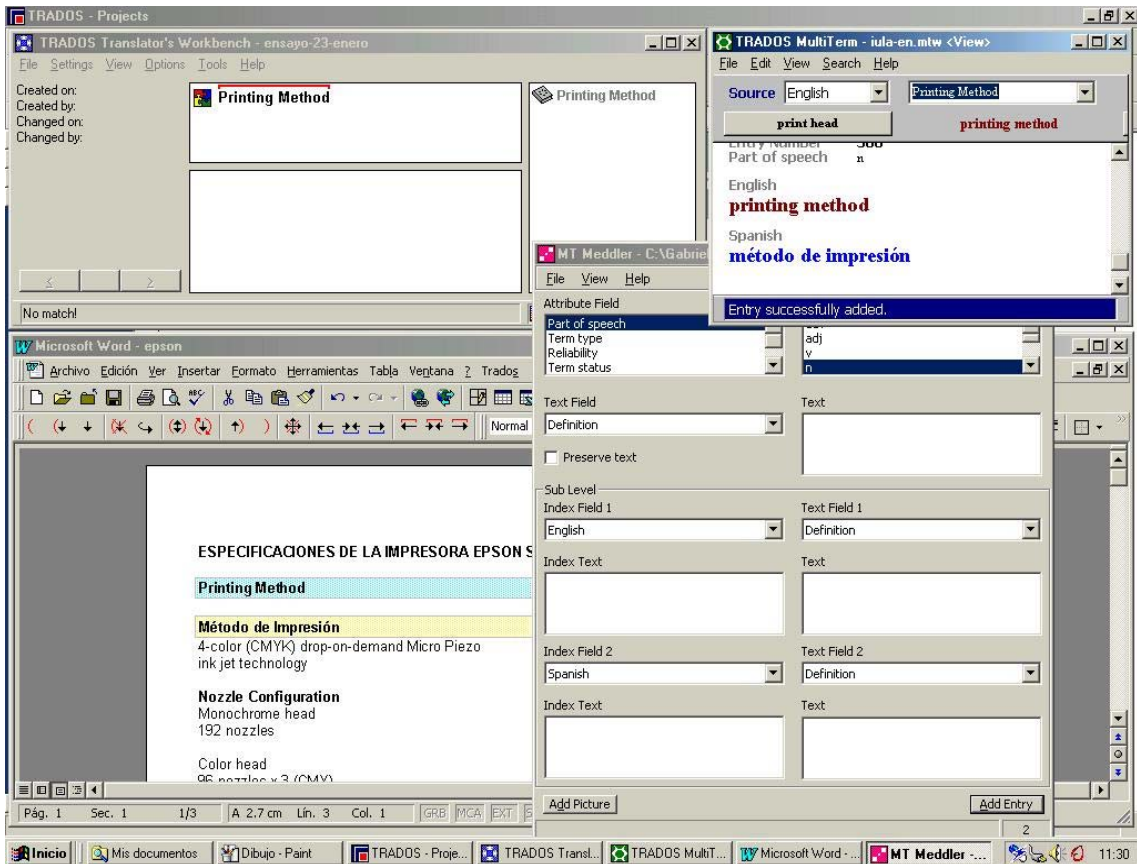 TRADOS - Projects
TRADOS Translator's Workbench - ensayo-23-enero
File Settings View Options Tools Help
Created on:
Created by:
Changed on:
Changed by:
Printing Method
Printing Method
No match!
TRADOS MultiTerm - iula-en.mtw <View>
File Edit View Search Help
Source English Printing Method
print head printing method
Entry Number
Part of speech n
English
printing method
Spanish
método de impresión
Entry successfully added.
MT Meddler - C:\Gabriel
File View Help
Attribute Field
Part of speech
Term type
Reliability
Term status
adj
v
n
Text Field Text
Definition
Preserve text
Sub Level
Index Field 1 Text Field 1
English Definition
Index Text Text
Index Field 2 Text Field 2
Spanish Definition
Index Text Text
Add Picture Add Entry
2
Microsoft Word - epson
Archivo Edición Ver Insertar Formato Herramientas Tabla Ventana ? Trados
Normal
ESPECIFICACIONES DE LA IMPRESORA EPSON S
Printing Method
Método de Impresión
4-color (CMYK) drop-on-demand Micro Piezo
ink jet technology
Nozzle Configuration
Monochrome head
192 nozzles
Color head
96 nozzles x 3 (CMY)
Pág. 1 Sec. 1 1/3 A 2.7 cm Lín. 3 Col. 1 GRB MCA EXT
Inicio Mis documentos Dibujo - Paint TRADOS - Proje... TRADOS Transl... TRADOS MultiT... Microsoft Word - ... MT Meddler -... 11:30